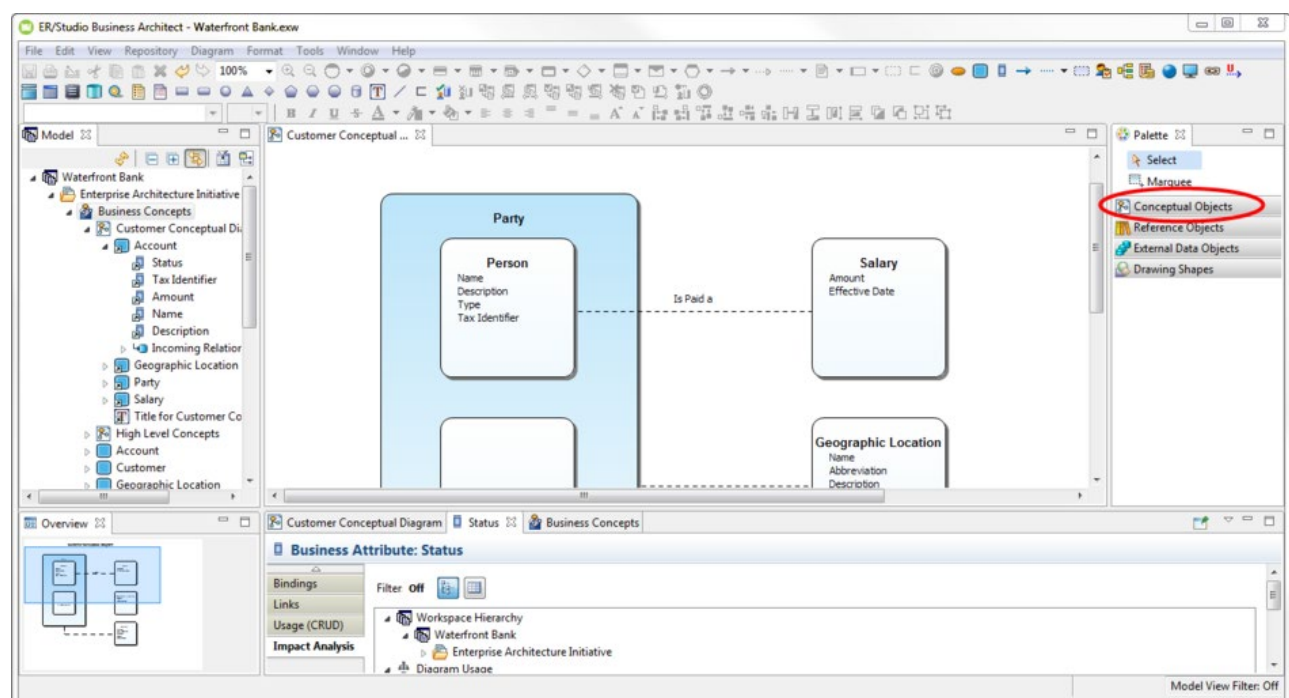 ER/Studio Business Architect - Waterfront Bank.exw
File Edit View Repository Diagram Format Tools Window Help
100%
Model
Customer Conceptual ...
Palette
Select
Marquee
Conceptual Objects
Reference Objects
External Data Objects
Drawing Shapes
Waterfront Bank
Enterprise Architecture Initiative
Business Concepts
Customer Conceptual Di
Account
Status
Tax Identifier
Amount
Name
Description
Incoming Relation
Geographic Location
Party
Salary
Title for Customer Co
High Level Concepts
Account
Customer
Geographic Location
Party
Person
Name
Description
Type
Tax Identifier
Is Paid a
Salary
Amount
Effective Date
Geographic Location
Name
Abbreviation
Description
Overview
Customer Conceptual Diagram Status Business Concepts
Business Attribute: Status
Bindings
Links
Usage (CRUD)
Impact Analysis
Filter Off
Workspace Hierarchy
Waterfront Bank
Enterprise Architecture Initiative
Diagram Usage
Model View Filter: Off